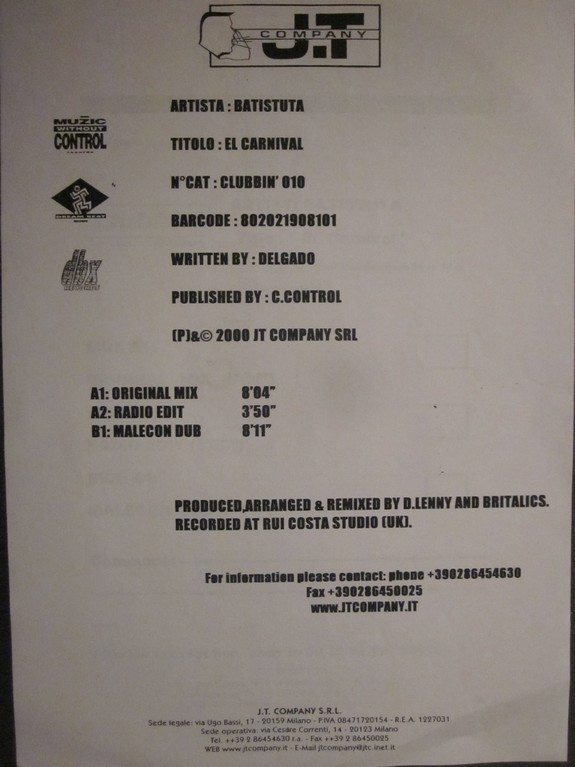 J.T
COMPANY
ARTISTA : BATISTUTA
MUZIC
WITHOUT
CONTROL
TITOLO : EL CARNIVAL
N°CAT : CLUBBIN' 010
DREAM BEAT
BARCODE : 802021908101
WRITTEN BY : DELGADO
RECORDS
PUBLISHED BY : C.CONTROL
(P)&© 2000 JT COMPANY SRL
A1: ORIGINAL MIX 8'04"
A2: RADIO EDIT 3'50"
B1: MALECON DUB 8'11"
PRODUCED,ARRANGED & REMIXED BY D.LENNY AND BRITALICS.
RECORDED AT RUI COSTA STUDIO (UK).
For information please contact: phone +390286454630
Fax +390286450025
www.JTCOMPANY.IT
J.T. COMPANY S.R.L.
Sede legale: via Ugo Bassi, 17 - 20159 Milano - P.IVA 08471720154 - R.E.A. 1227031
Sede operativa: via Cesare Correnti, 14 - 20123 Milano
Tel. ++39 2 86454630 r.a. - Fax ++39 2 86450025
WEB www.jtcompany.it - E-Mail jtcompany@jtc inet.it